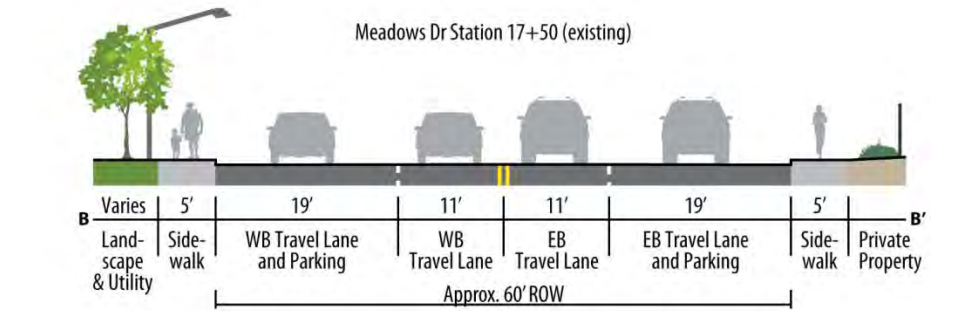 Meadows Dr Station 17+50 (existing)
Varies 5' 19' 11' 11' 19' 5'
B B'
Land-
scape
& Utility
Side-
walk
WB Travel Lane
and Parking
WB
Travel Lane
EB
Travel Lane
EB Travel Lane
and Parking
Side-
walk
Private
Property
Approx. 60' ROW